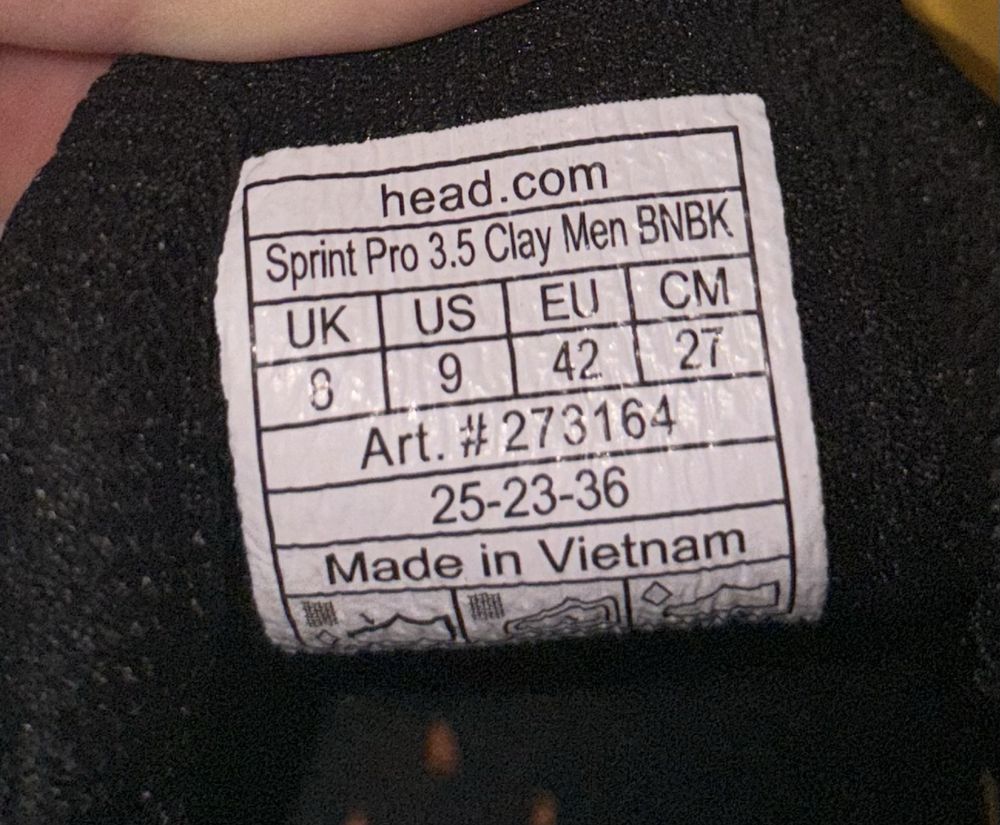 head.com
Sprint Pro 3.5 Clay Men BNBK
UK US EU CM
8 9 42 27
Art. # 273164
25-23-36
Made in Vietnam